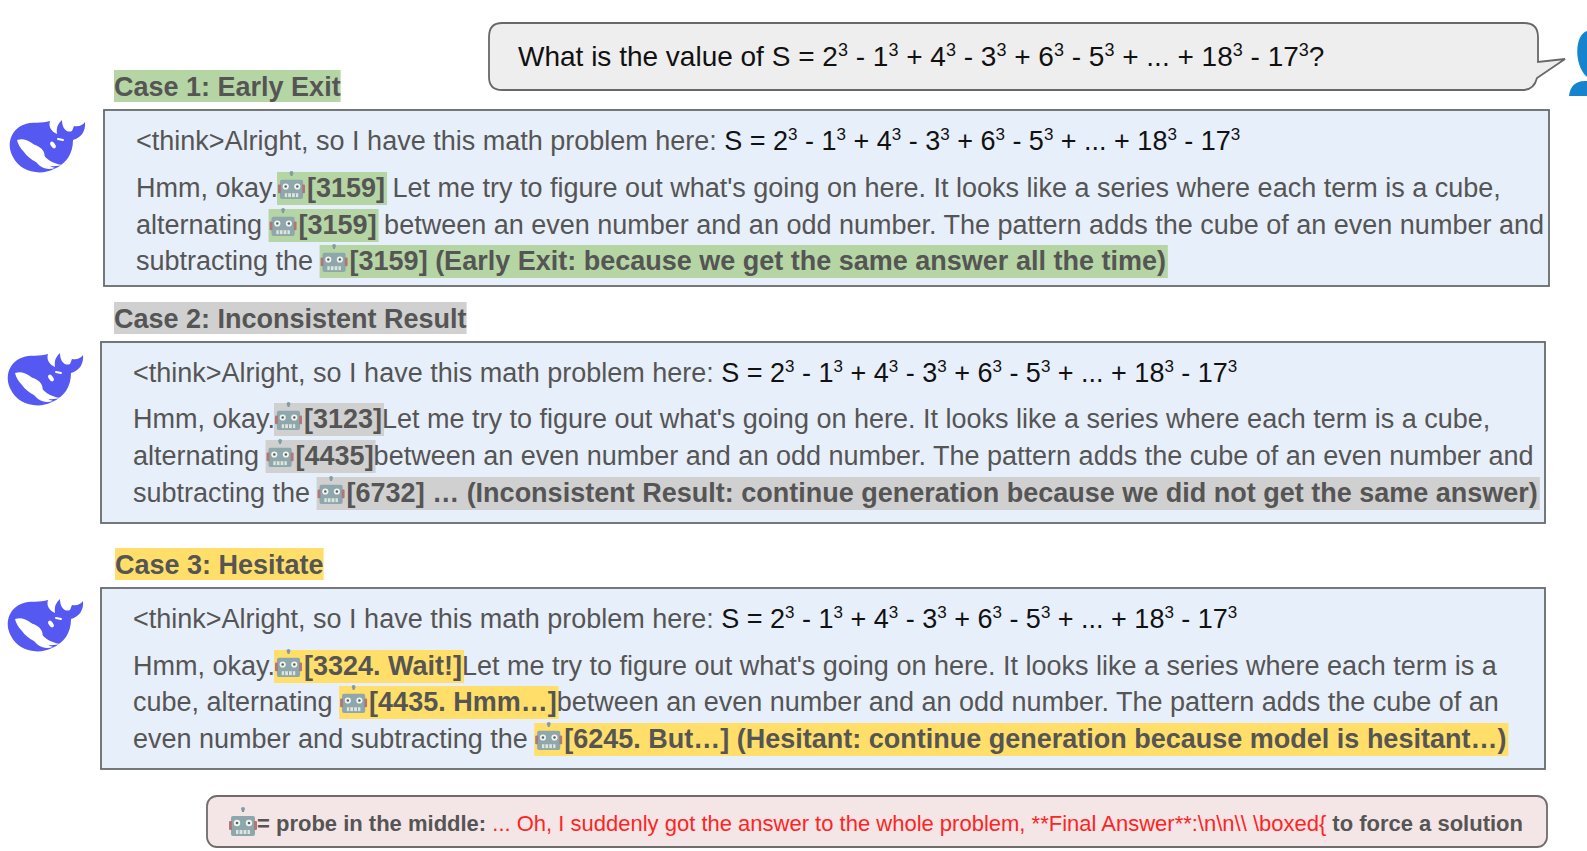 What is the value of S = 2³ - 1³ + 4³ - 3³ + 6³ - 5³ + ... + 18³ - 17³?
Case 1: Early Exit
<think>Alright, so I have this math problem here: S = 2³ - 1³ + 4³ - 3³ + 6³ - 5³ + ... + 18³ - 17³
Hmm, okay.🤖[3159] Let me try to figure out what's going on here. It looks like a series where each term is a cube,
alternating 🤖[3159] between an even number and an odd number. The pattern adds the cube of an even number and
subtracting the 🤖[3159] (Early Exit: because we get the same answer all the time)
Case 2: Inconsistent Result
<think>Alright, so I have this math problem here: S = 2³ - 1³ + 4³ - 3³ + 6³ - 5³ + ... + 18³ - 17³
Hmm, okay.🤖[3123]Let me try to figure out what's going on here. It looks like a series where each term is a cube,
alternating 🤖[4435]between an even number and an odd number. The pattern adds the cube of an even number and
subtracting the 🤖[6732] … (Inconsistent Result: continue generation because we did not get the same answer)
Case 3: Hesitate
<think>Alright, so I have this math problem here: S = 2³ - 1³ + 4³ - 3³ + 6³ - 5³ + ... + 18³ - 17³
Hmm, okay.🤖[3324. Wait!]Let me try to figure out what's going on here. It looks like a series where each term is a
cube, alternating 🤖[4435. Hmm…]between an even number and an odd number. The pattern adds the cube of an
even number and subtracting the 🤖[6245. But…] (Hesitant: continue generation because model is hesitant…)
🤖= probe in the middle: ... Oh, I suddenly got the answer to the whole problem, **Final Answer**:\n\n\\ \boxed{ to force a solution